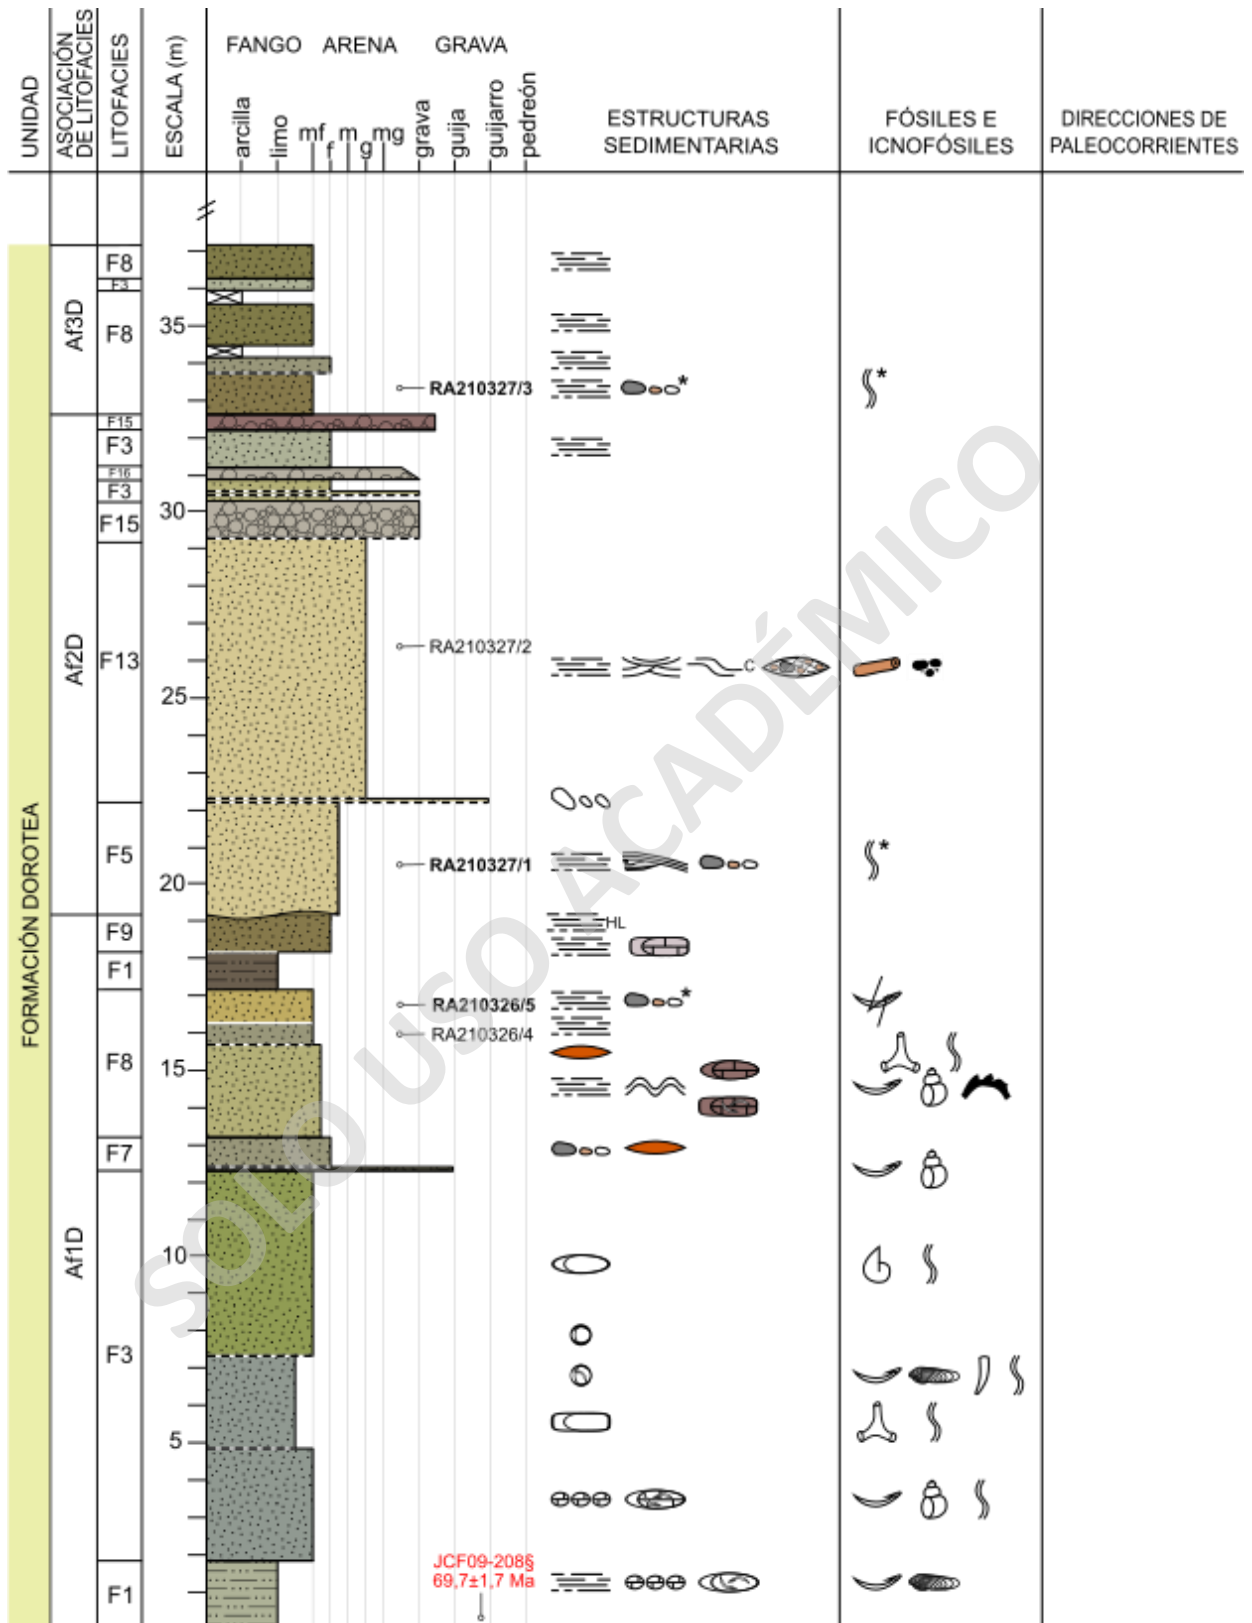 UNIDAD
ASOCIACIÓN
DE LITOFACIES
LITOFACIES
ESCALA (m)
FANGO ARENA GRAVA
arcilla
limo
mf
f
m
g
mg
grava
guija
guijarro
pedreón
ESTRUCTURAS
SEDIMENTARIAS
FÓSILES E
ICNOFÓSILES
DIRECCIONES DE
PALEOCORRIENTES
FORMACIÓN DOROTEA
Af3D
Af2D
Af1D
F8
F3
F8
F15
F3
F16
F3
F15
F13
F5
F9
F1
F8
F7
F3
F1
35
30
25
20
15
10
5
RA210327/3
*
*
RA210327/2
C
RA210327/1
*
HL
RA210326/5
*
RA210326/4
JCF09-208§
69,7±1,7 Ma
SOLO USO ACADÉMICO